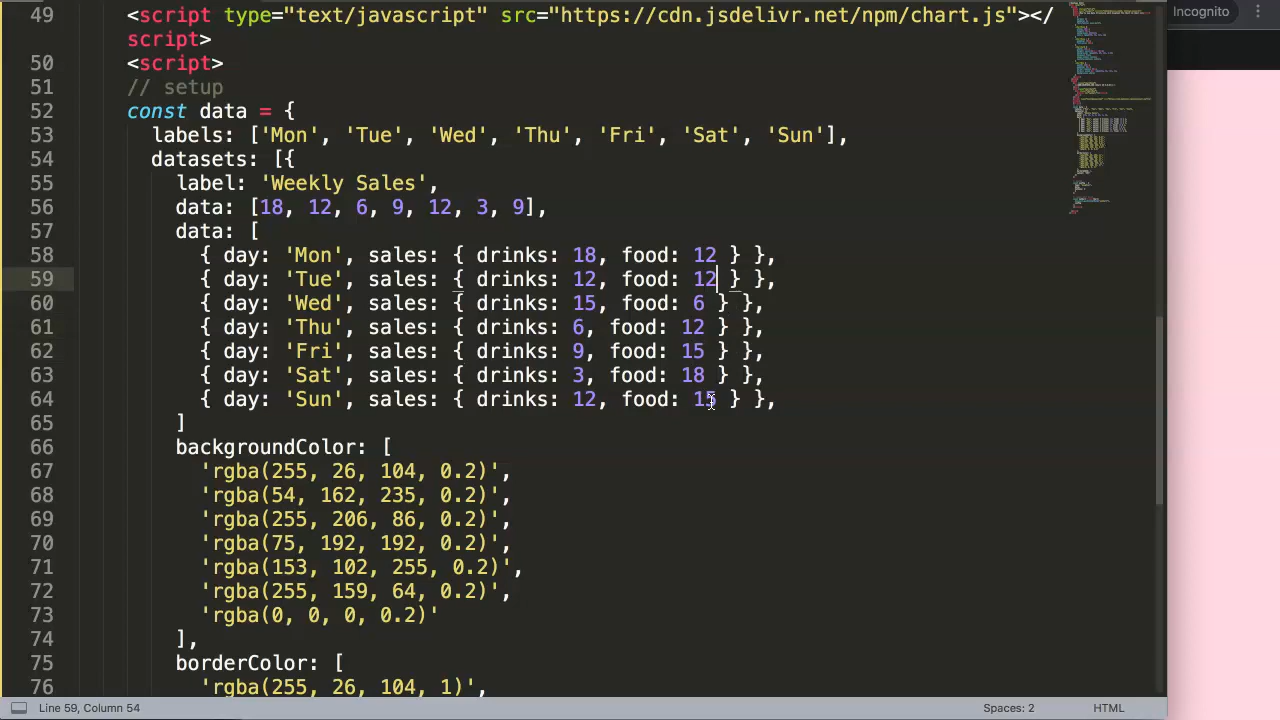 49 <script type="text/javascript" src="https://cdn.jsdelivr.net/npm/chart.js"></
script>
Incognito
50 <script>
51 // setup
52 const data = {
53 labels: ['Mon', 'Tue', 'Wed', 'Thu', 'Fri', 'Sat', 'Sun'],
54 datasets: [{
55 label: 'Weekly Sales',
56 data: [18, 12, 6, 9, 12, 3, 9],
57 data: [
58 { day: 'Mon', sales: { drinks: 18, food: 12 } },
59 { day: 'Tue', sales: { drinks: 12, food: 12 } },
60 { day: 'Wed', sales: { drinks: 15, food: 6 } },
61 { day: 'Thu', sales: { drinks: 6, food: 12 } },
62 { day: 'Fri', sales: { drinks: 9, food: 15 } },
63 { day: 'Sat', sales: { drinks: 3, food: 18 } },
64 { day: 'Sun', sales: { drinks: 12, food: 15 } },
65 ]
66 backgroundColor: [
67 'rgba(255, 26, 104, 0.2)',
68 'rgba(54, 162, 235, 0.2)',
69 'rgba(255, 206, 86, 0.2)',
70 'rgba(75, 192, 192, 0.2)',
71 'rgba(153, 102, 255, 0.2)',
72 'rgba(255, 159, 64, 0.2)',
73 'rgba(0, 0, 0, 0.2)'
74 ],
75 borderColor: [
76 'rgba(255, 26, 104, 1)',
Line 59, Column 54
Spaces: 2
HTML